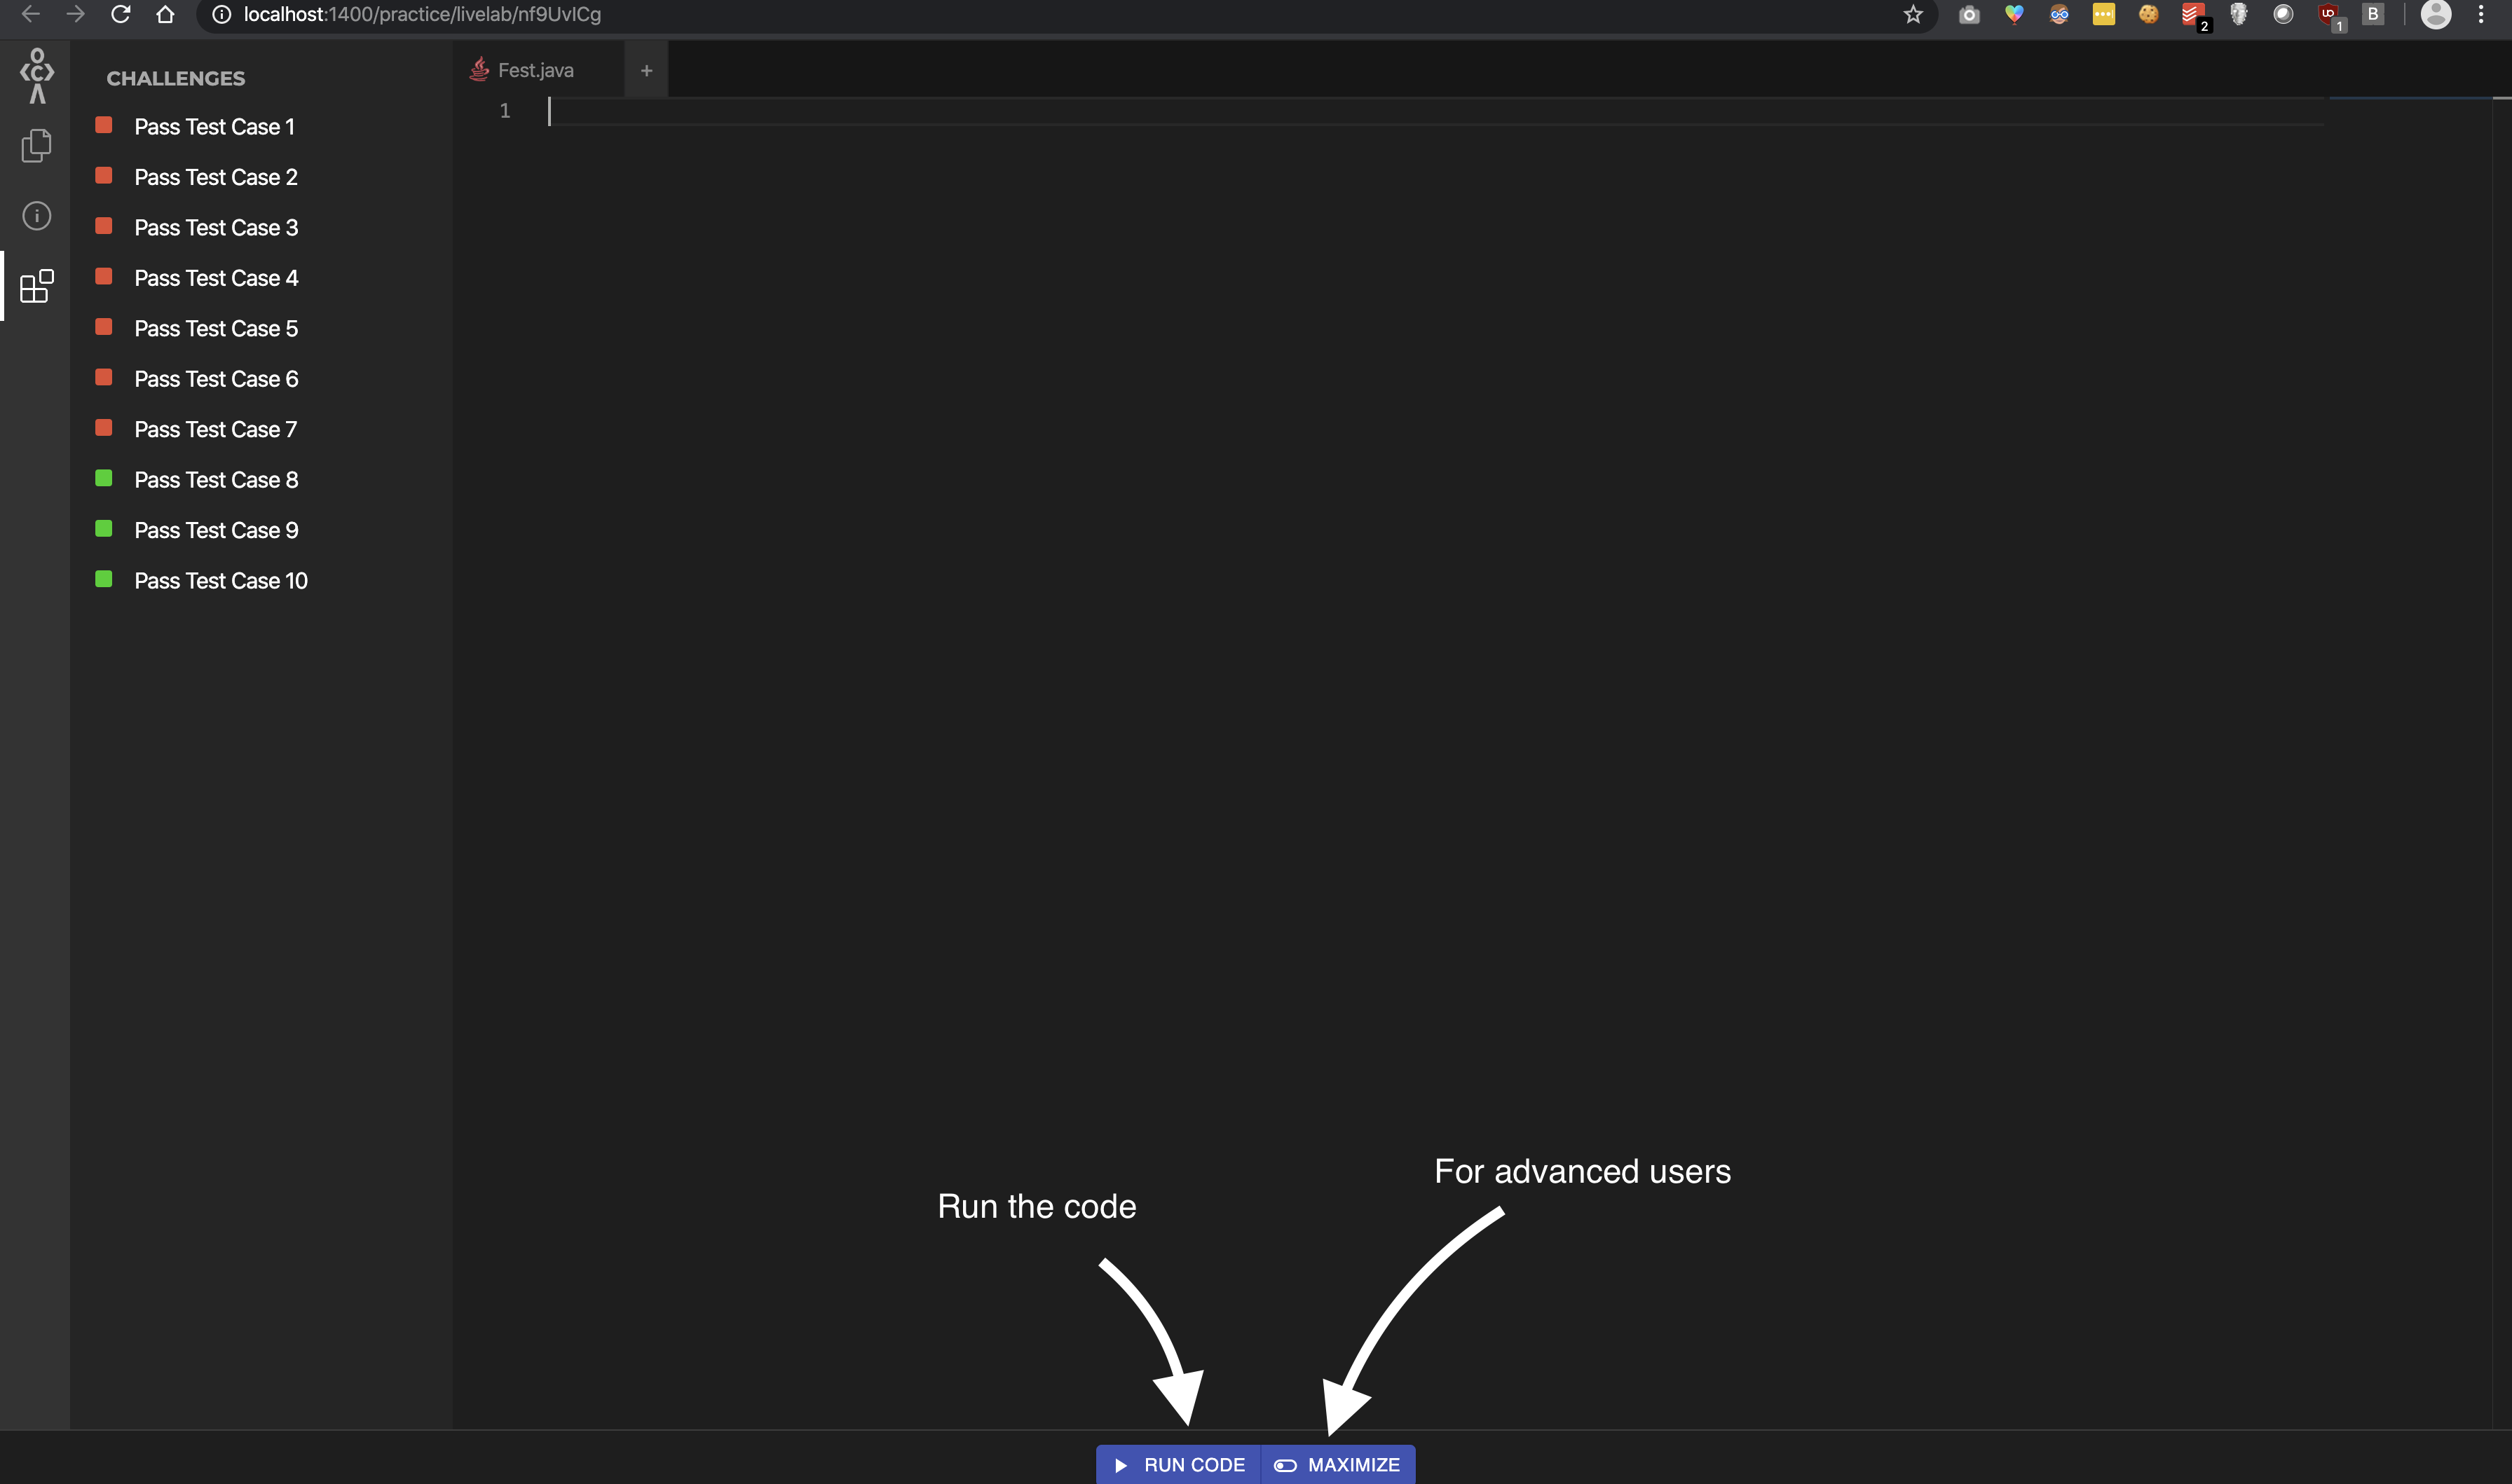 localhost:1400/practice/livelab/nf9UvICg
2
1
B
C
CHALLENGES
Fest.java
+
1
Pass Test Case 1
Pass Test Case 2
Pass Test Case 3
Pass Test Case 4
Pass Test Case 5
Pass Test Case 6
Pass Test Case 7
Pass Test Case 8
Pass Test Case 9
Pass Test Case 10
For advanced users
Run the code
RUN CODE
MAXIMIZE